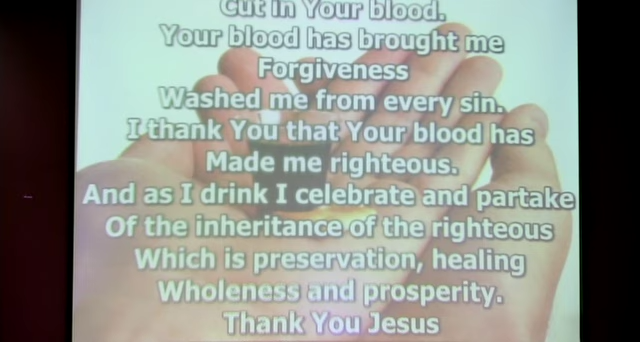 Cut in Your blood.
Your blood has brought me
Forgiveness
Washed me from every sin.
I thank You that Your blood has
Made me righteous.
And as I drink I celebrate and partake
Of the inheritance of the righteous
Which is preservation, healing
Wholeness and prosperity.
Thank You Jesus